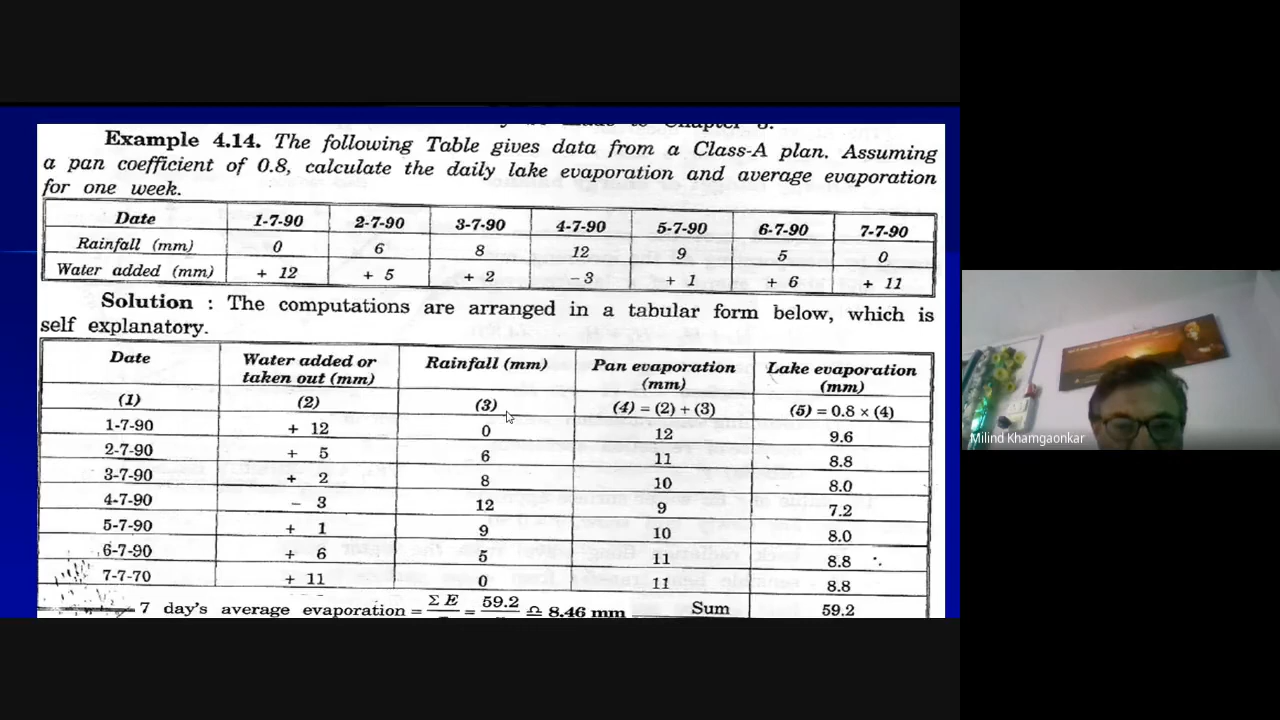 Example 4.14. The following Table gives data from a Class-A plan. Assuming
a pan coefficient of 0.8, calculate the daily lake evaporation and average evaporation
for one week.
Date 1-7-90 2-7-90 3-7-90 4-7-90 5-7-90 6-7-90 7-7-90
Rainfall (mm) 0 6 8 12 9 5 0
Water added (mm) + 12 + 5 + 2 - 3 + 1 + 6 + 11
Solution : The computations are arranged in a tabular form below, which is
self explanatory.
Date Water added or taken out (mm) Rainfall (mm) Pan evaporation (mm) Lake evaporation (mm)
(1) (2) (3) (4) = (2) + (3) (5) = 0.8 × (4)
1-7-90 + 12 0 12 9.6
2-7-90 + 5 6 11 8.8
3-7-90 + 2 8 10 8.0
4-7-90 - 3 12 9 7.2
5-7-90 + 1 9 10 8.0
6-7-90 + 6 5 11 8.8
7-7-70 + 11 0 11 8.8
7 day's average evaporation = Σ E = 59.2 ≏ 8.46 mm Sum 59.2
Milind Khamgaonkar